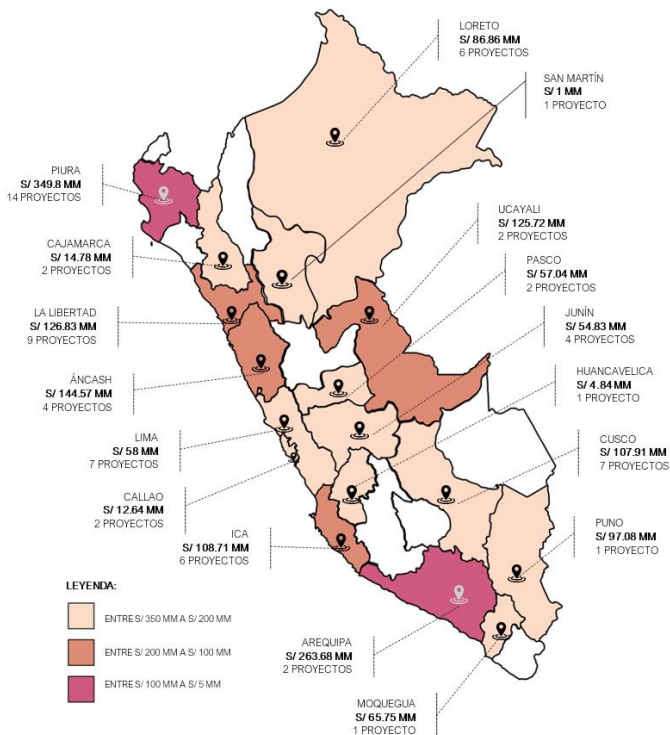 LORETO
S/ 86.86 MM
6 PROYECTOS
SAN MARTÍN
S/ 1 MM
1 PROYECTO
PIURA
S/ 349.8 MM
14 PROYECTOS
UCAYALI
S/ 125.72 MM
2 PROYECTOS
CAJAMARCA
S/ 14.78 MM
2 PROYECTOS
PASCO
S/ 57.04 MM
2 PROYECTOS
LA LIBERTAD
S/ 126.83 MM
9 PROYECTOS
JUNÍN
S/ 54.83 MM
4 PROYECTOS
HUANCAVELICA
S/ 4.84 MM
1 PROYECTO
ÁNCASH
S/ 144.57 MM
4 PROYECTOS
LIMA
S/ 58 MM
7 PROYECTOS
CUSCO
S/ 107.91 MM
7 PROYECTOS
CALLAO
S/ 12.64 MM
2 PROYECTOS
PUNO
S/ 97.08 MM
1 PROYECTO
ICA
S/ 108.71 MM
6 PROYECTOS
LEYENDA:
ENTRE S/ 350 MM A S/ 200 MM
ENTRE S/ 200 MM A S/ 100 MM
ENTRE S/ 100 MM A S/ 5 MM
AREQUIPA
S/ 263.68 MM
2 PROYECTOS
MOQUEGUA
S/ 65.75 MM
1 PROYECTO